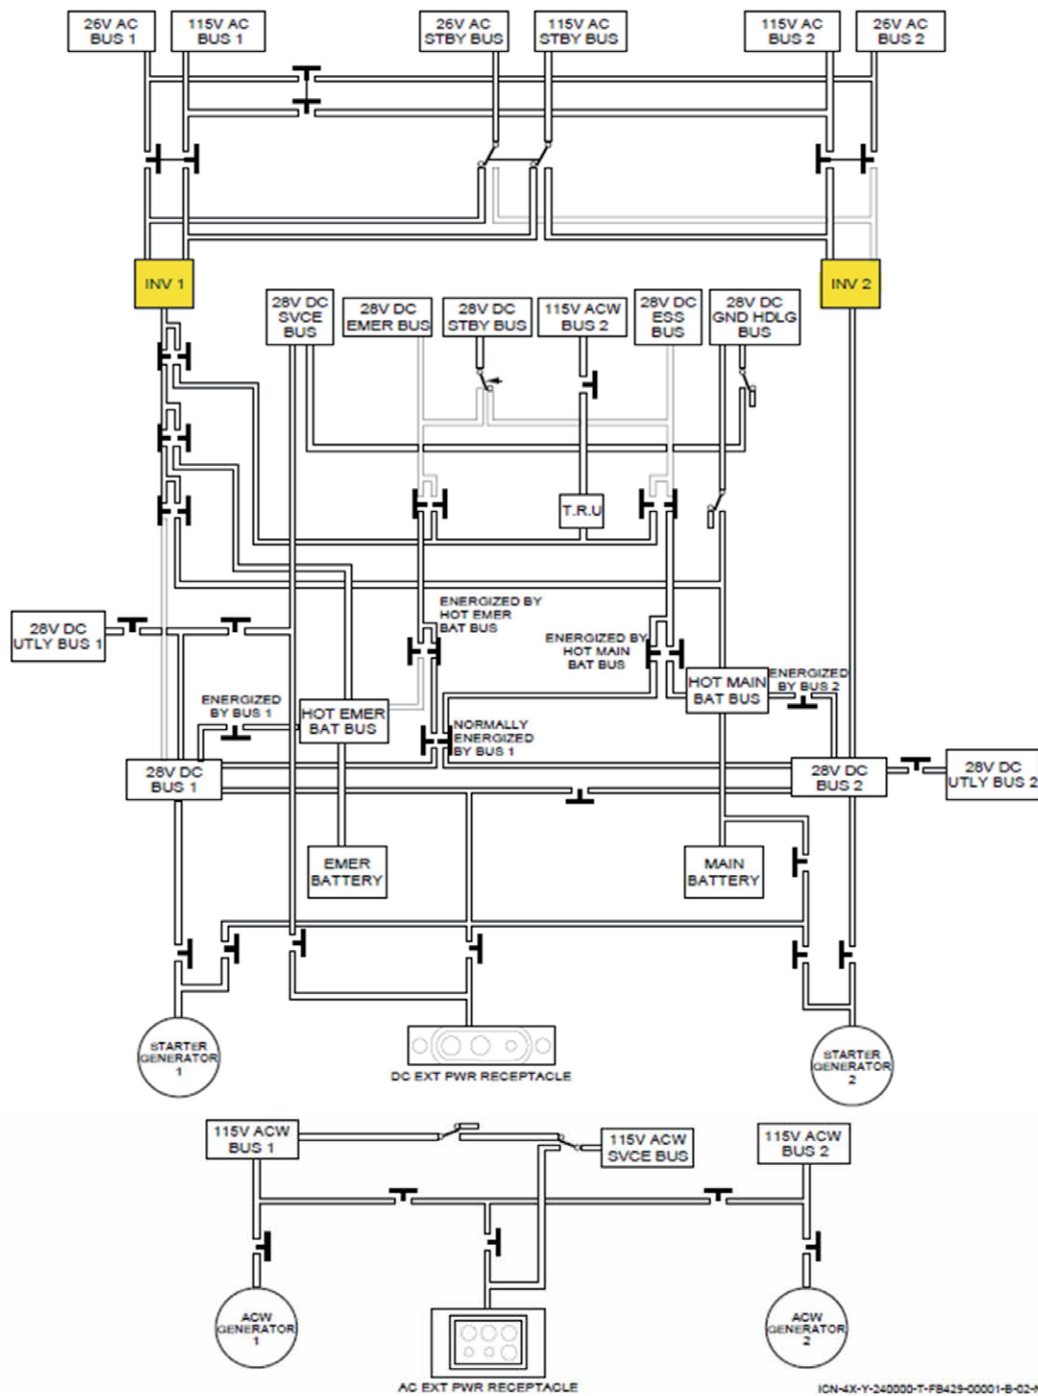 26V AC
BUS 1
115V AC
BUS 1
26V AC
STBY BUS
115V AC
STBY BUS
115V AC
BUS 2
26V AC
BUS 2
INV 1
INV 2
28V DC
SVCE
BUS
28V DC
EMER BUS
28V DC
STBY BUS
115V ACW
BUS 2
28V DC
ESS
BUS
28V DC
GND HDLG
BUS
T.R.U
28V DC
UTLY BUS 1
ENERGIZED BY
HOT EMER
BAT BUS
ENERGIZED BY
HOT MAIN
BAT BUS
ENERGIZED
BY BUS 1
HOT EMER
BAT BUS
HOT MAIN
BAT BUS
ENERGIZED
BY BUS 2
NORMALLY
ENERGIZED
BY BUS 1
28V DC
BUS 1
28V DC
BUS 2
28V DC
UTLY BUS 2
EMER
BATTERY
MAIN
BATTERY
STARTER
GENERATOR
1
DC EXT PWR RECEPTACLE
STARTER
GENERATOR
2
115V ACW
BUS 1
115V ACW
SVCE BUS
115V ACW
BUS 2
ACW
GENERATOR
1
ACW
GENERATOR
2
AC EXT PWR RECEPTACLE
ICN-4X-Y-240000-T-FB429-00001-B-02-